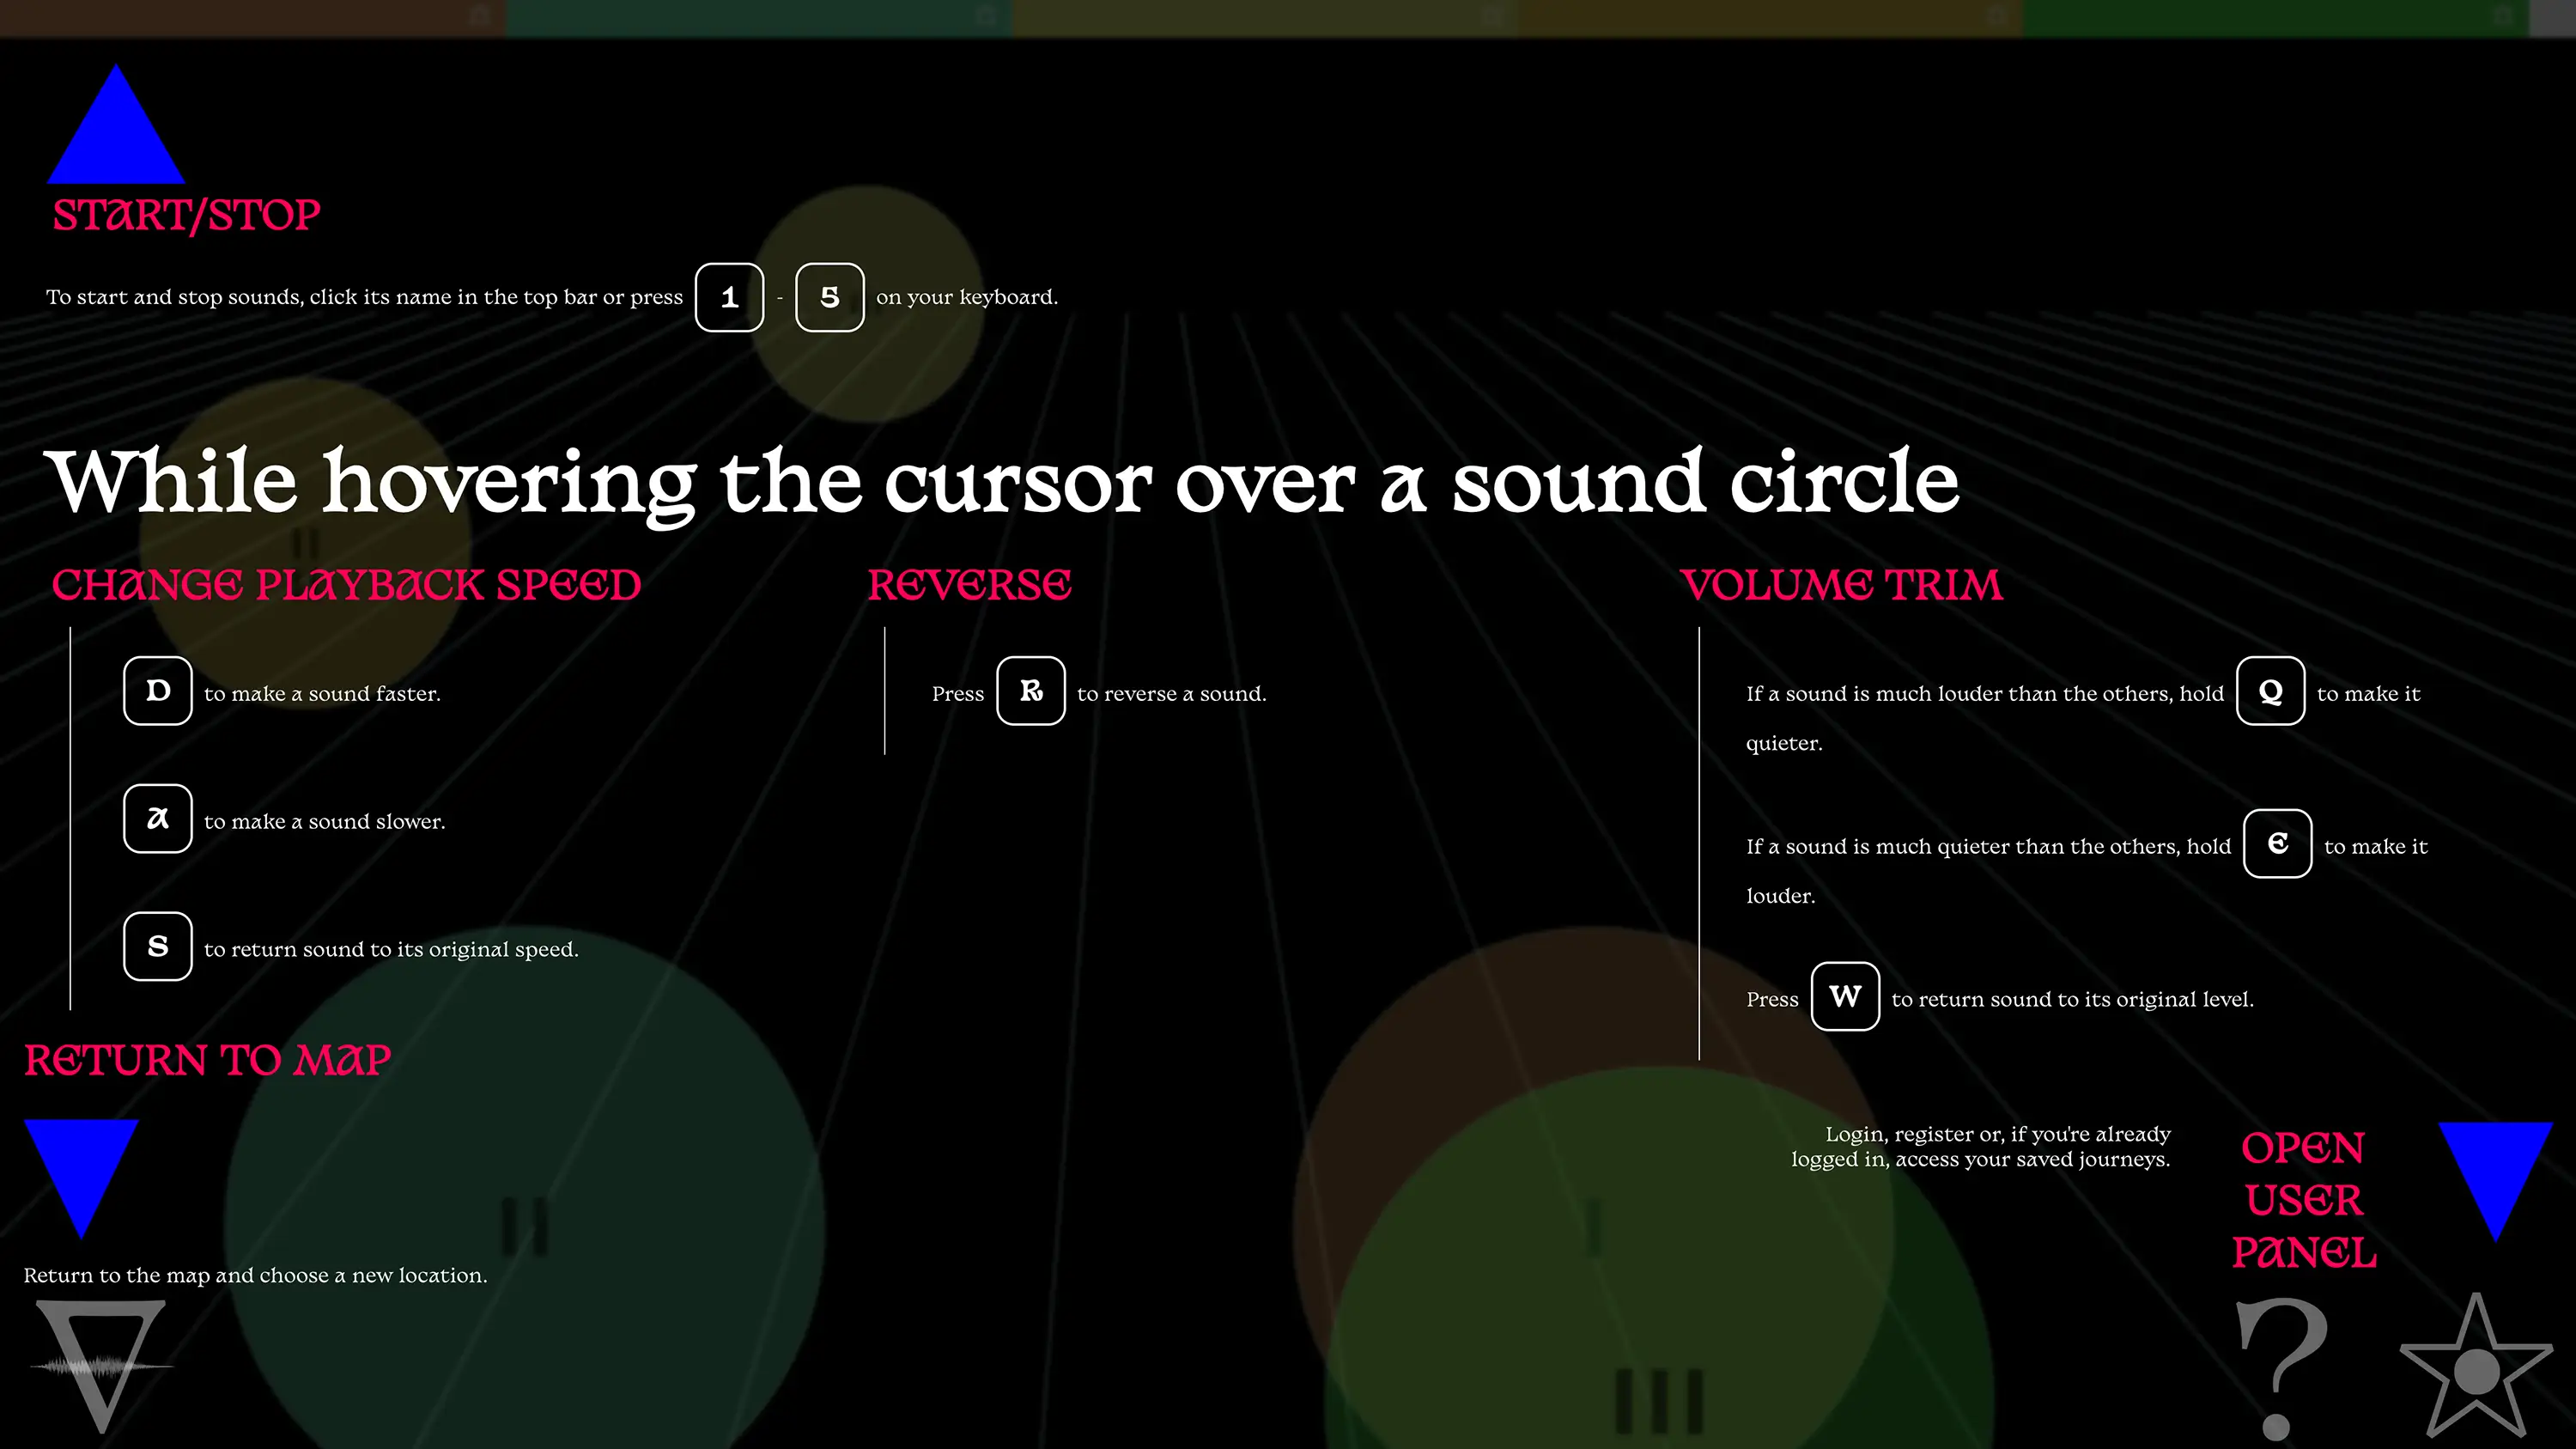 START/STOP
To start and stop sounds, click its name in the top bar or press 1 - 5 on your keyboard.
While hovering the cursor over a sound circle
CHANGE PLAYBACK SPEED
D to make a sound faster.
A to make a sound slower.
S to return sound to its original speed.
REVERSE
Press R to reverse a sound.
VOLUME TRIM
If a sound is much louder than the others, hold Q to make it
quieter.
If a sound is much quieter than the others, hold E to make it
louder.
Press W to return sound to its original level.
RETURN TO MAP
Return to the map and choose a new location.
Login, register or, if you're already
logged in, access your saved journeys.
OPEN
USER
PANEL
II
II
I
III
?